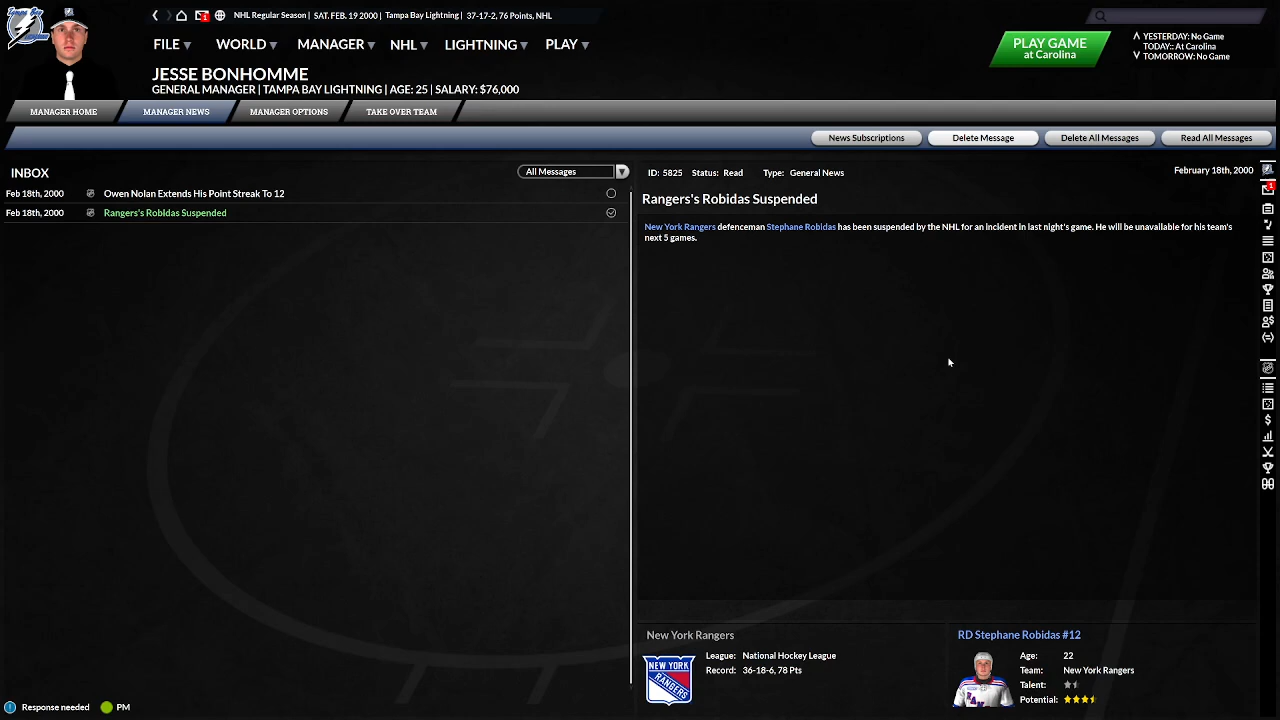 NHL Regular Season | SAT. FEB. 19 2000 | Tampa Bay Lightning | 37-17-2, 76 Points, NHL
FILE WORLD MANAGER NHL LIGHTNING PLAY
PLAY GAME
at Carolina
YESTERDAY: No Game
TODAY:: At Carolina
TOMORROW: No Game
JESSE BONHOMME
GENERAL MANAGER | TAMPA BAY LIGHTNING | AGE: 25 | SALARY: $76,000
MANAGER HOME MANAGER NEWS MANAGER OPTIONS TAKE OVER TEAM
News Subscriptions Delete Message Delete All Messages Read All Messages
INBOX All Messages
Feb 18th, 2000 Owen Nolan Extends His Point Streak To 12
Feb 18th, 2000 Rangers's Robidas Suspended
ID: 5825 Status: Read Type: General News February 18th, 2000
Rangers's Robidas Suspended
New York Rangers defenceman Stephane Robidas has been suspended by the NHL for an incident in last night's game. He will be unavailable for his team's
next 5 games.
New York Rangers
League: National Hockey League
Record: 36-18-6, 78 Pts
NEW YORK
RANGERS
RD Stephane Robidas #12
Age: 22
Team: New York Rangers
Talent:
Potential:
Response needed PM